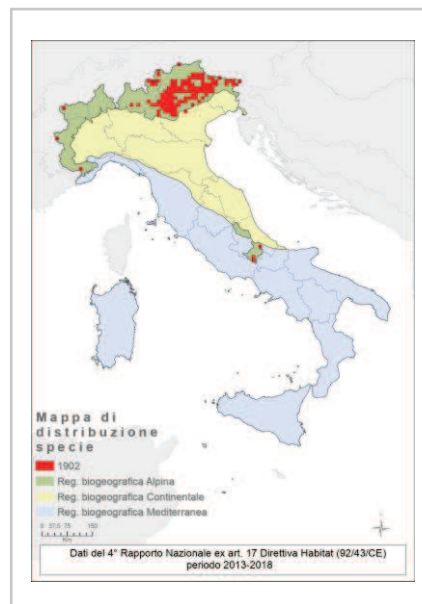 Mappa di
distribuzione
specie
1902
Reg. biogeografica Alpina
Reg. biogeografica Continentale
Reg. biogeografica Mediterranea
0 37,5 75 150
Km
Dati del 4° Rapporto Nazionale ex art. 17 Direttiva Habitat (92/43/CE)
periodo 2013-2018